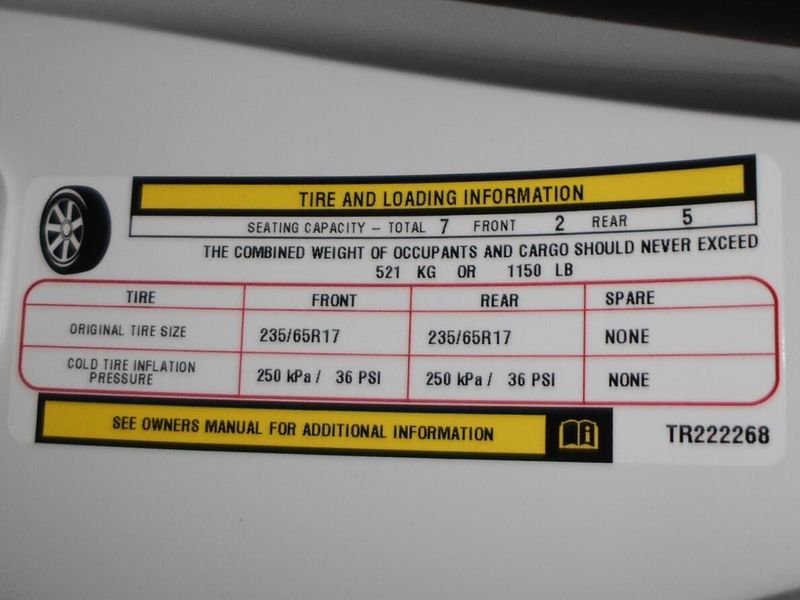 TIRE AND LOADING INFORMATION
SEATING CAPACITY – TOTAL 7 FRONT 2 REAR 5
THE COMBINED WEIGHT OF OCCUPANTS AND CARGO SHOULD NEVER EXCEED
521 KG OR 1150 LB
TIRE FRONT REAR SPARE
ORIGINAL TIRE SIZE 235/65R17 235/65R17 NONE
COLD TIRE INFLATION
PRESSURE 250 kPa / 36 PSI 250 kPa / 36 PSI NONE
SEE OWNERS MANUAL FOR ADDITIONAL INFORMATION
TR222268